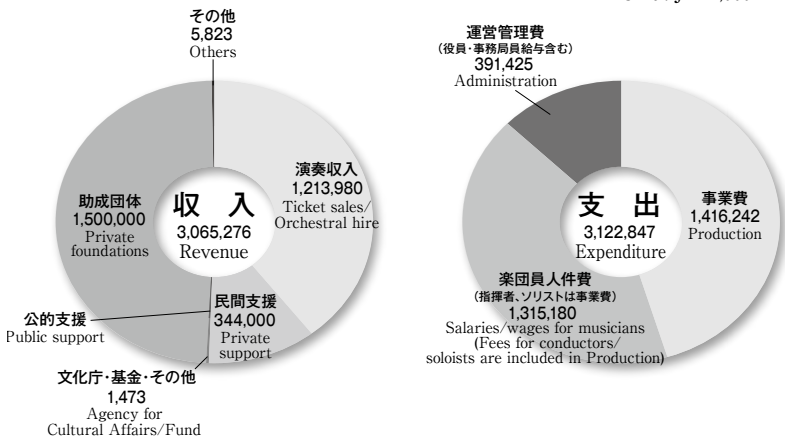 その他
5,823
Others
演奏収入
1,213,980
Ticket sales/
Orchestral hire
助成団体
1,500,000
Private
foundations
収 入
3,065,276
Revenue
民間支援
344,000
Private
support
公的支援
Public support
文化庁・基金・その他
1,473
Agency for
Cultural Affairs/Fund
運営管理費
(役員・事務局員給与含む)
391,425
Administration
事業費
1,416,242
Production
支 出
3,122,847
Expenditure
楽団員人件費
(指揮者、ソリストは事業費)
1,315,180
Salaries/wages for musicians
(Fees for conductors/
soloists are included in Production)